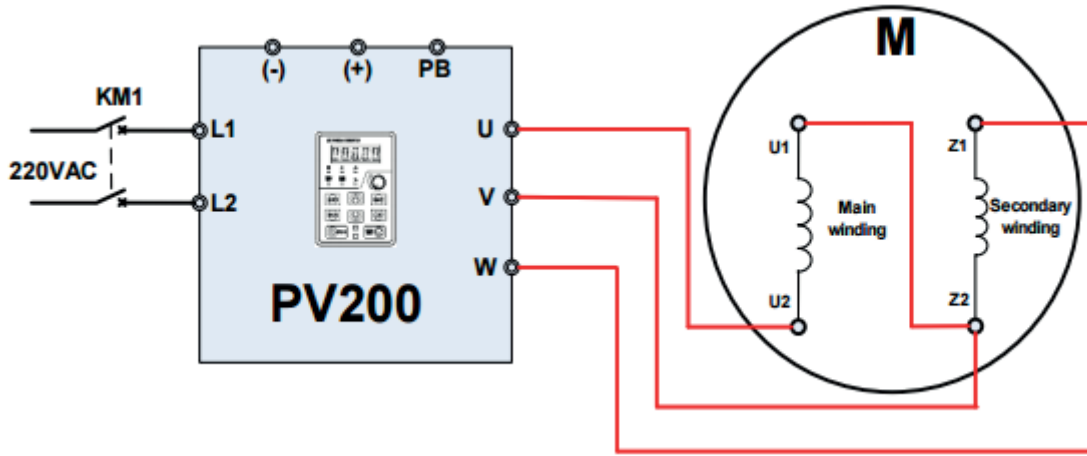 M
(-)
(+)
PB
KM1
L1
U
U1
Z1
220VAC
L2
V
Main
winding
Secondary
winding
W
PV200
U2
Z2